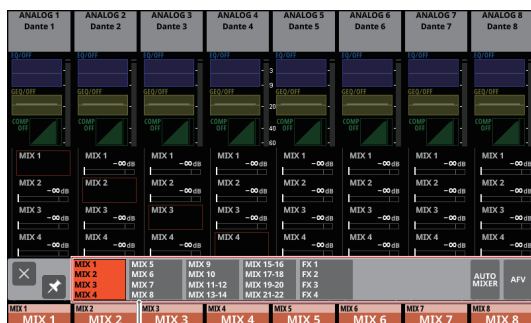 ANALOG 1 ANALOG 2 ANALOG 3 ANALOG 4 ANALOG 5 ANALOG 6 ANALOG 7 ANALOG 8
Dante 1 Dante 2 Dante 3 Dante 4 Dante 5 Dante 6 Dante 7 Dante 8
EQ/OFF EQ/OFF EQ/OFF EQ/OFF EQ/OFF EQ/OFF EQ/OFF EQ/OFF
3
9
GEQ/OFF GEQ/OFF GEQ/OFF GEQ/OFF GEQ/OFF GEQ/OFF GEQ/OFF GEQ/OFF
20
COMP COMP COMP COMP COMP COMP COMP COMP
OFF OFF OFF OFF 40 OFF OFF OFF OFF
60
MIX 1 MIX 1 MIX 1 MIX 1 MIX 1 MIX 1 MIX 1 MIX 1
-∞dB -∞dB -∞dB -∞dB -∞dB -∞dB -∞dB
MIX 2 MIX 2 MIX 2 MIX 2 MIX 2 MIX 2 MIX 2 MIX 2
-∞dB -∞dB -∞dB -∞dB -∞dB -∞dB -∞dB
MIX 3 MIX 3 MIX 3 MIX 3 MIX 3 MIX 3 MIX 3 MIX 3
-∞dB -∞dB -∞dB -∞dB -∞dB -∞dB -∞dB
MIX 4 MIX 4 MIX 4 MIX 4 MIX 4 MIX 4 MIX 4 MIX 4
-∞dB -∞dB -∞dB -∞dB -∞dB -∞dB -∞dB
MIX 1 MIX 5 MIX 9 MIX 15-16 FX 1
MIX 2 MIX 6 MIX 10 MIX 17-18 FX 2
MIX 3 MIX 7 MIX 11-12 MIX 19-20 FX 3
MIX 4 MIX 8 MIX 13-14 MIX 21-22 FX 4
AUTO
MIXER
AFV
MIX 1 MIX 2 MIX 3 MIX 4 MIX 5 MIX 6 MIX 7 MIX 8
MIX 1 MIX 2 MIX 3 MIX 4 MIX 5 MIX 6 MIX 7 MIX 8